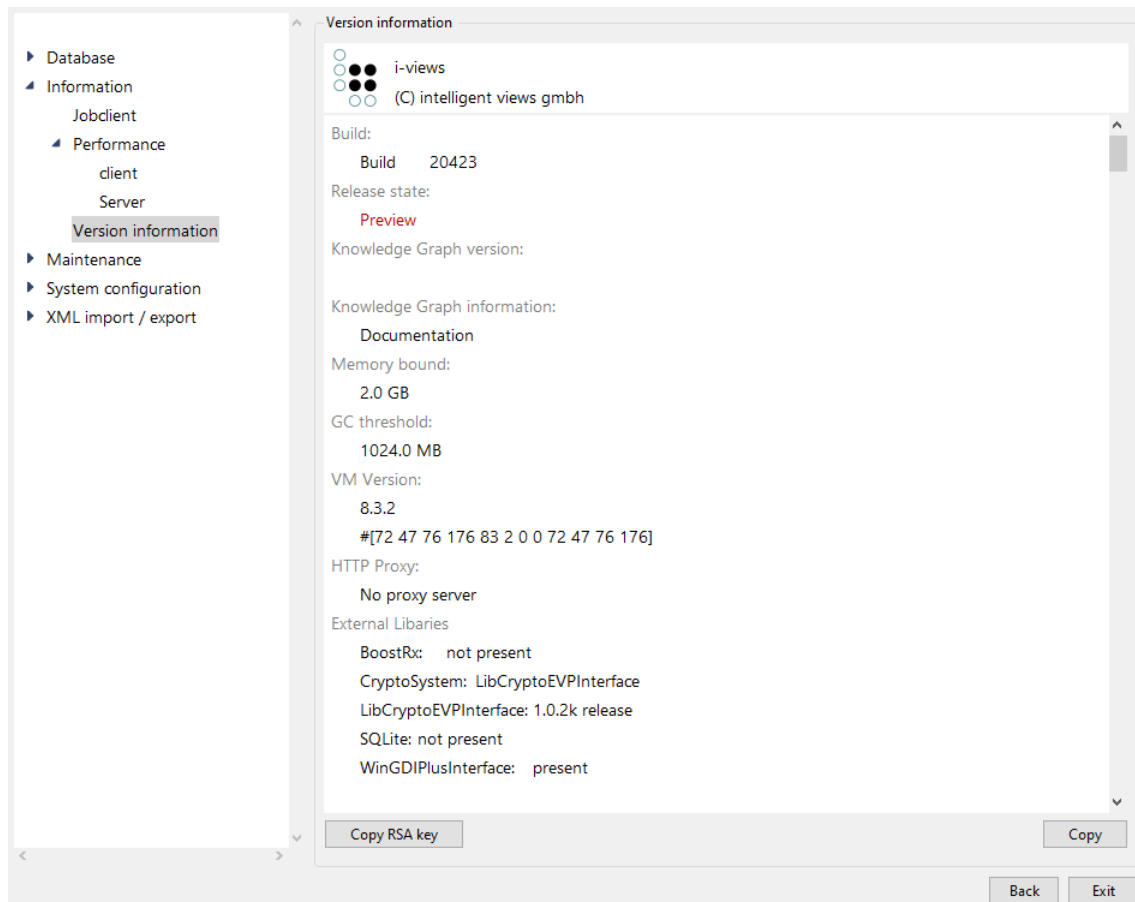 Database
Information
Jobclient
Performance
client
Server
Version information
Maintenance
System configuration
XML import / export
Version information
i-views
(C) intelligent views gmbh
Build:
Build 20423
Release state:
Preview
Knowledge Graph version:
Knowledge Graph information:
Documentation
Memory bound:
2.0 GB
GC threshold:
1024.0 MB
VM Version:
8.3.2
#[72 47 76 176 83 2 0 0 72 47 76 176]
HTTP Proxy:
No proxy server
External Libaries
BoostRx: not present
CryptoSystem: LibCryptoEVPInterface
LibCryptoEVPInterface: 1.0.2k release
SQLite: not present
WinGDIPlusInterface: present
Copy RSA key
Copy
Back
Exit